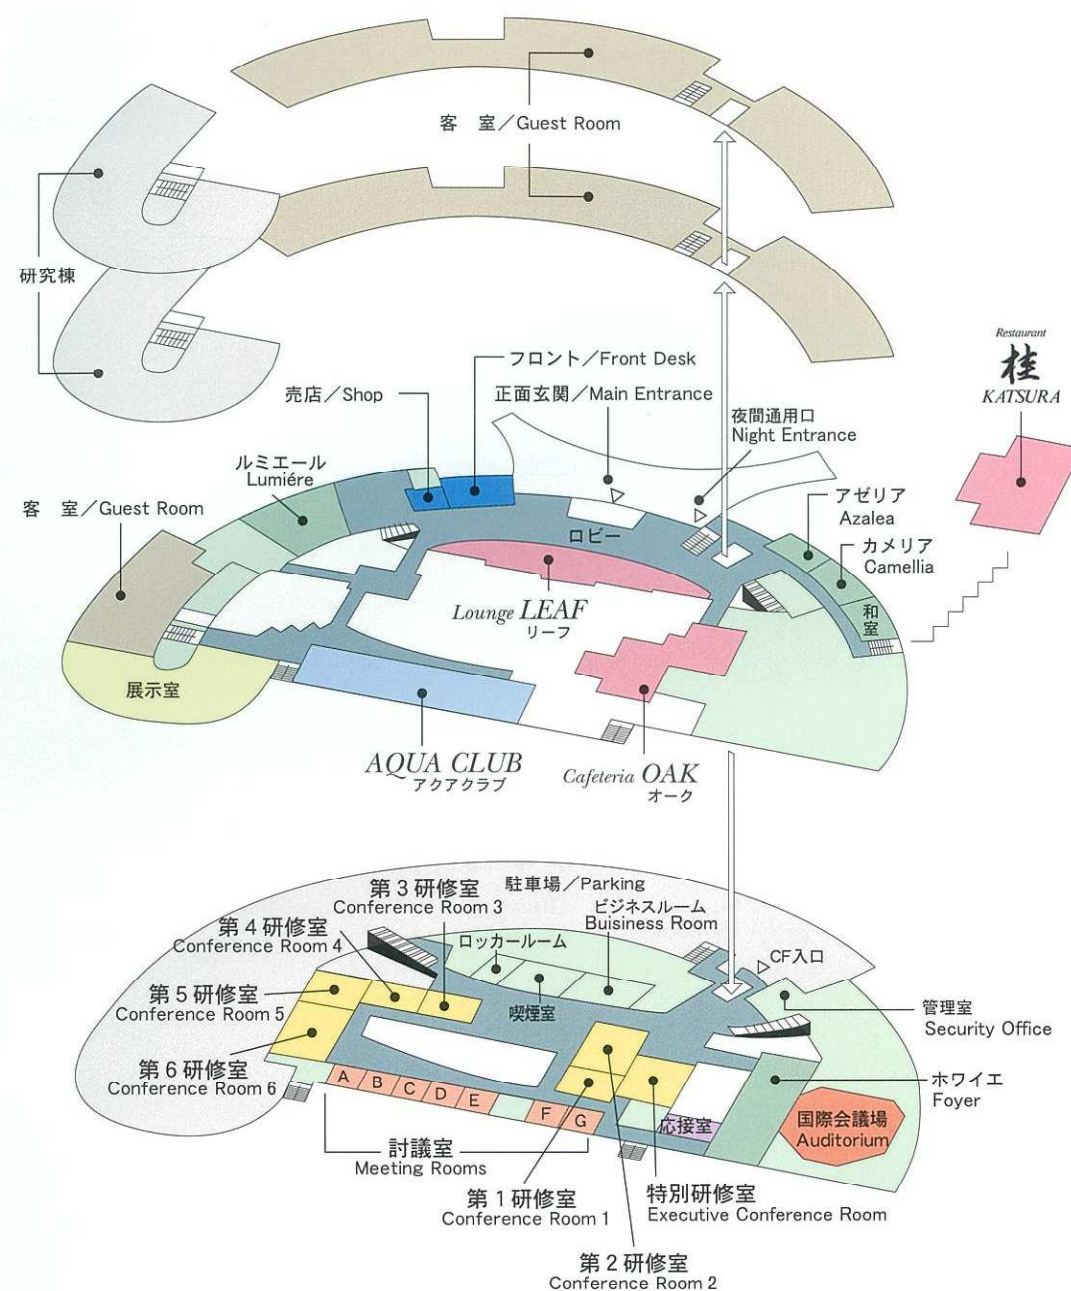 客 室／Guest Room
研究棟
Restaurant
桂
KATSURA
フロント／Front Desk
売店／Shop
正面玄関／Main Entrance
夜間通用口
Night Entrance
ルミエール
Lumiére
客 室／Guest Room
アゼリア
Azalea
カメリア
Camellia
ロビー
和室
Lounge LEAF
リーフ
展示室
AQUA CLUB
アクアクラブ
Cafeteria OAK
オーク
駐車場／Parking
第3研修室
Conference Room 3
ビジネスルーム
Buisiness Room
第4研修室
Conference Room 4
ロッカールーム
CF入口
第5研修室
Conference Room 5
喫煙室
管理室
Security Office
第6研修室
Conference Room 6
A B C D E F G
ホワイエ
Foyer
国際会議場
Auditorium
応接室
討議室
Meeting Rooms
第1研修室
Conference Room 1
特別研修室
Executive Conference Room
第2研修室
Conference Room 2